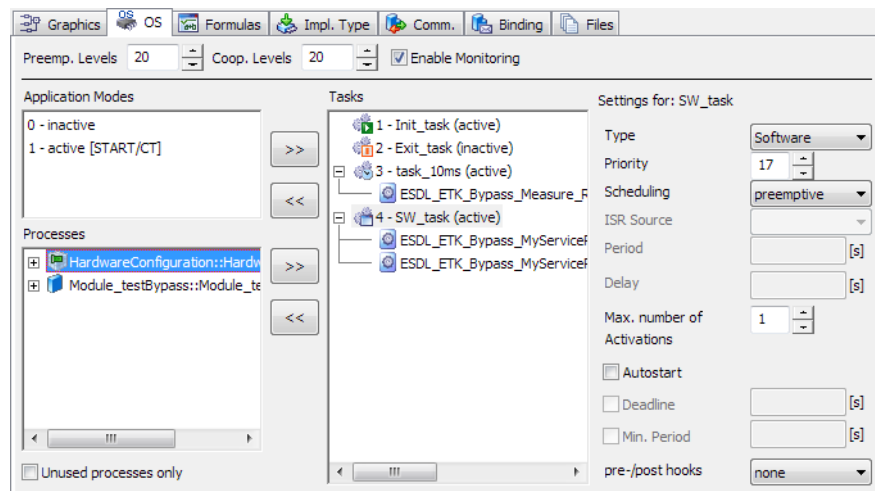 Graphics OS Formulas Impl. Type Comm. Binding Files
Preemp. Levels 20 Coop. Levels 20 Enable Monitoring
Application Modes
0 - inactive
1 - active [START/CT]
>>
<<
Processes
HardwareConfiguration::Hardw
Module_testBypass::Module_te
>>
<<
Unused processes only
Tasks
1 - Init_task (active)
2 - Exit_task (inactive)
3 - task_10ms (active)
ESDL_ETK_Bypass_Measure_R
4 - SW_task (active)
ESDL_ETK_Bypass_MyServiceF
ESDL_ETK_Bypass_MyServiceF
Settings for: SW_task
Type Software
Priority 17
Scheduling preemptive
ISR Source
Period [s]
Delay [s]
Max. number of 1
Activations
Autostart
Deadline [s]
Min. Period [s]
pre-/post hooks none